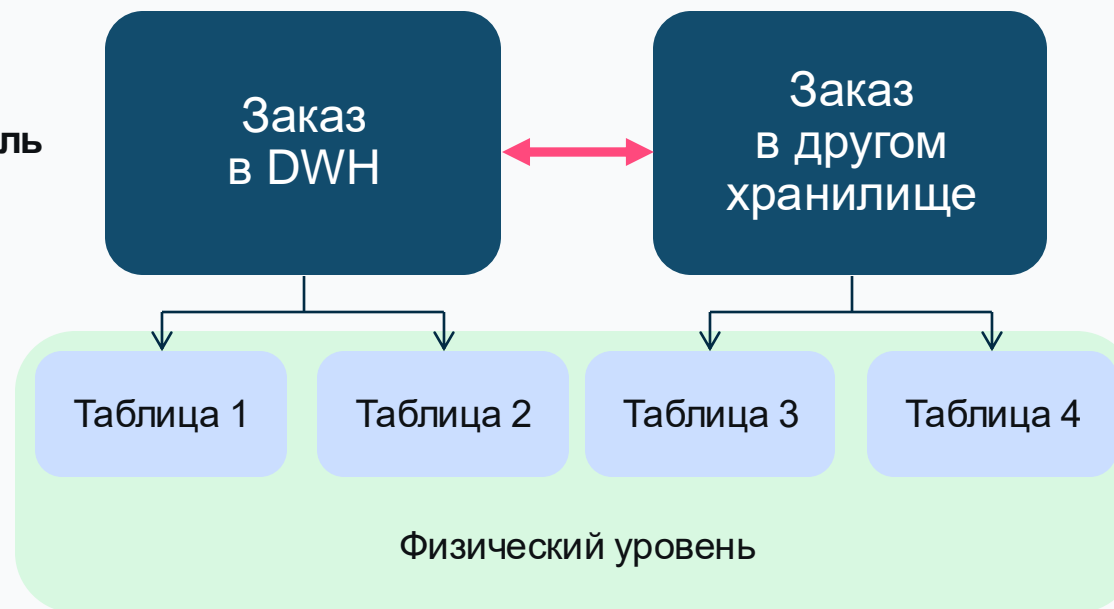 Заказ
в DWH
Заказ
в другом
хранилище
ль
Таблица 1
Таблица 2
Таблица 3
Таблица 4
Физический уровень